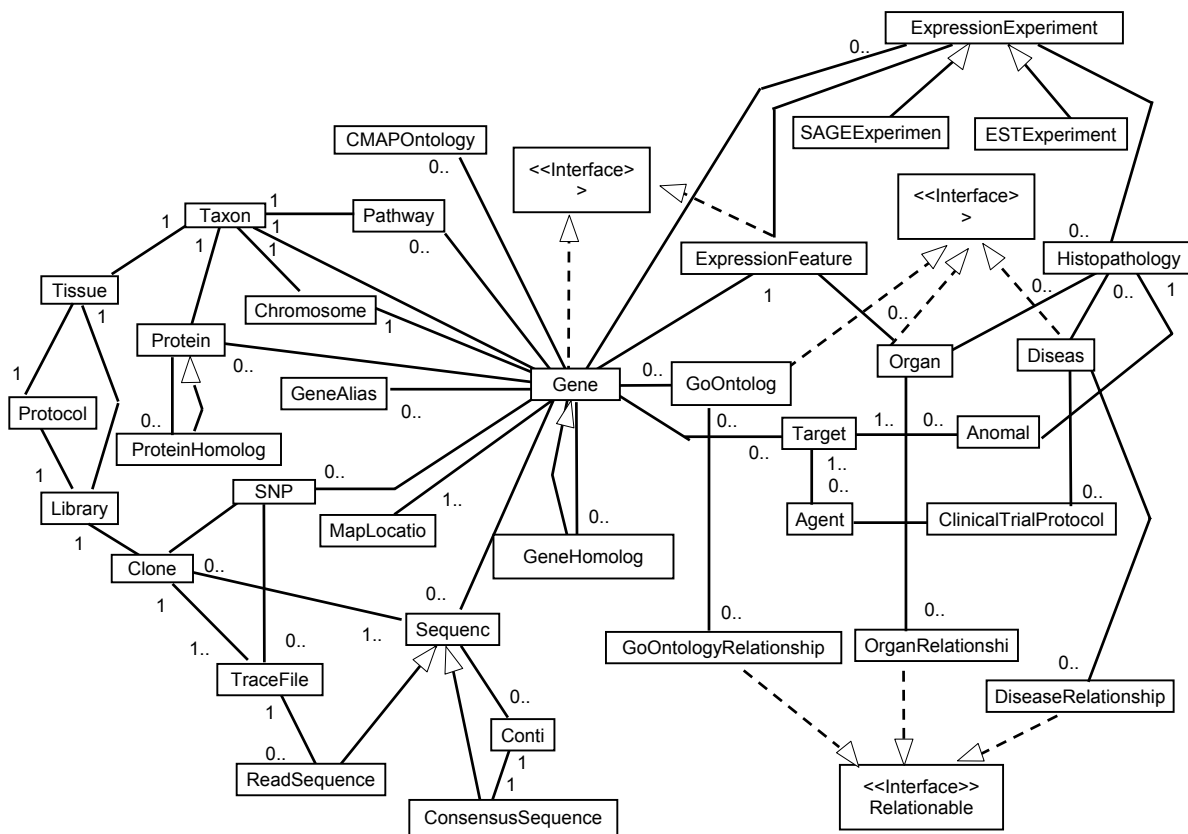 ExpressionExperiment
0..
SAGEExperimen
ESTExperiment
CMAPOntology
0..
<<Interface>
>
<<Interface>
>
1
Taxon
1
1
1
1
1
Pathway
0..
0..
ExpressionFeature
1
Histopathology
0..
0..
1
Tissue
1
Chromosome
1
0..
Protein
0..
Organ
Diseas
1
GeneAlias
0..
Gene
0..
GoOntolog
Protocol
0..
ProteinHomolog
0..
0..
Target
1..
0..
Anomal
1
0..
1..
0..
SNP
Library
1..
MapLocatio
0..
GeneHomolog
Agent
0..
ClinicalTrialProtocol
1
Clone
0..
1
0..
1..
Sequenc
0..
0..
1..
0..
TraceFile
GoOntologyRelationship
OrganRelationshi
0..
DiseaseRelationship
1
0..
Conti
0..
1
ReadSequence
1
ConsensusSequence
<<Interface>>
Relationable